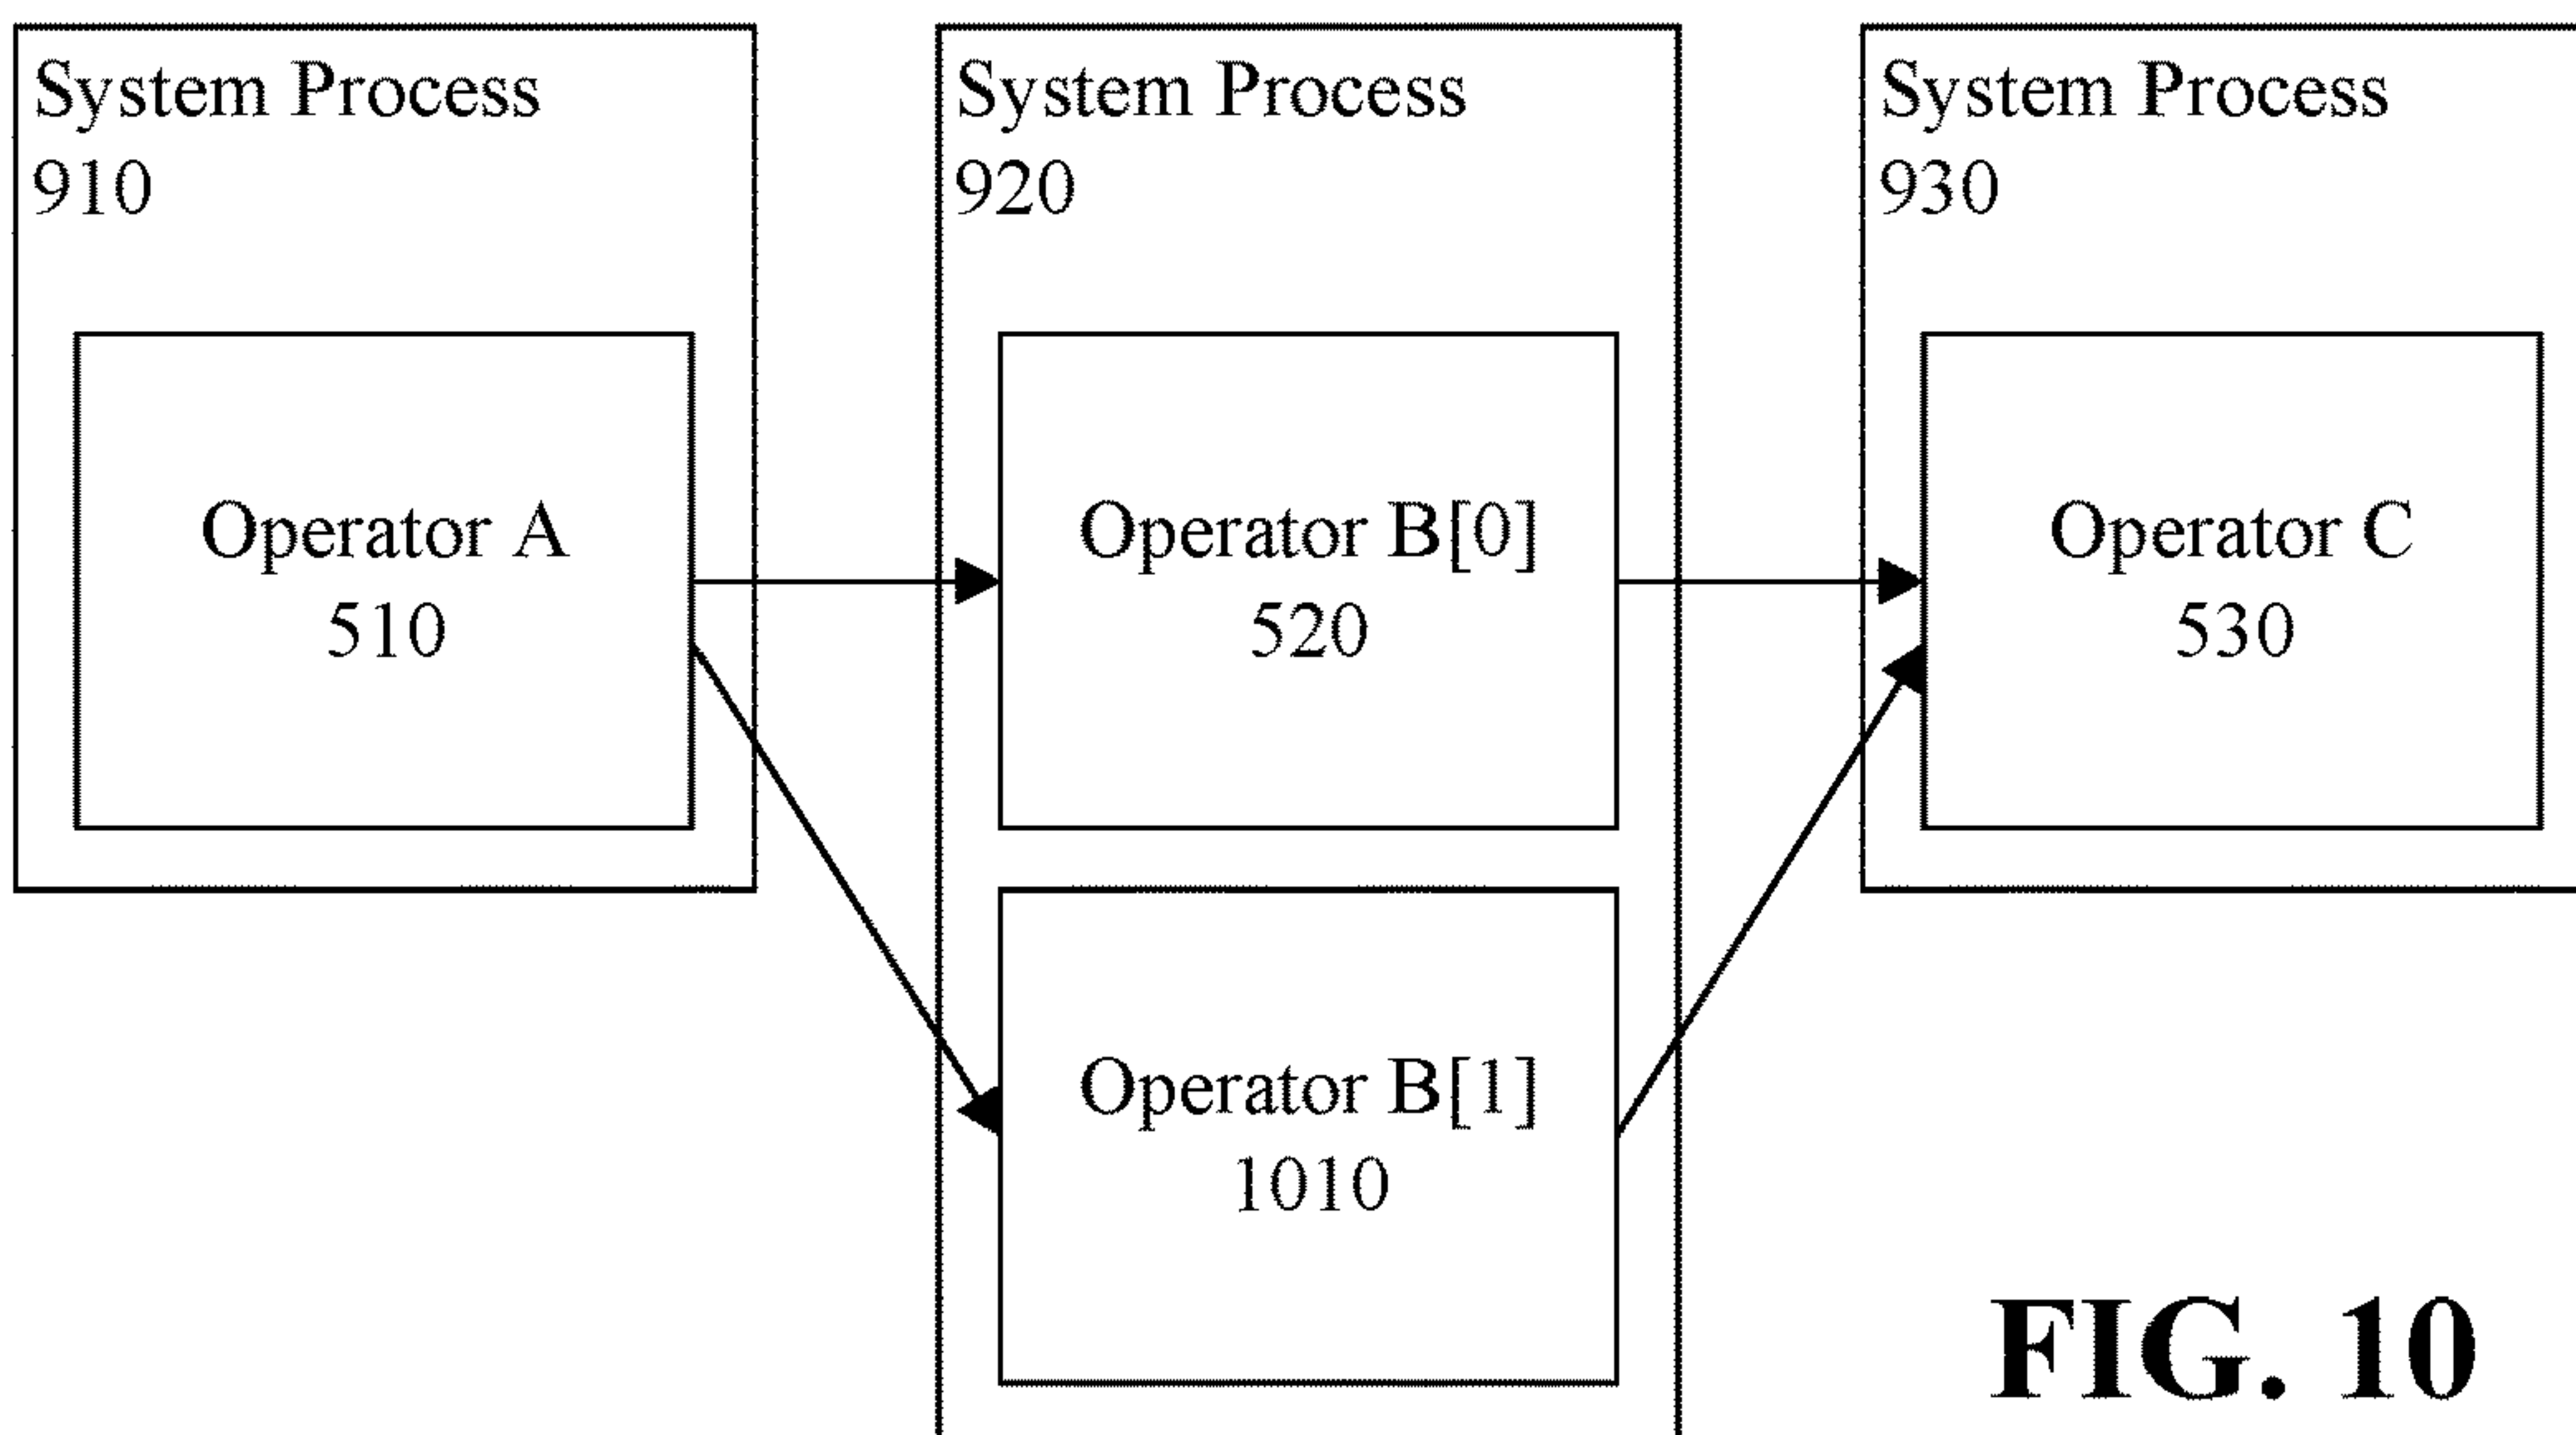 System Process
910
System Process
920
System Process
930
Operator A
510
Operator B[0]
520
Operator C
530
Operator B[1]
1010
FIG. 10